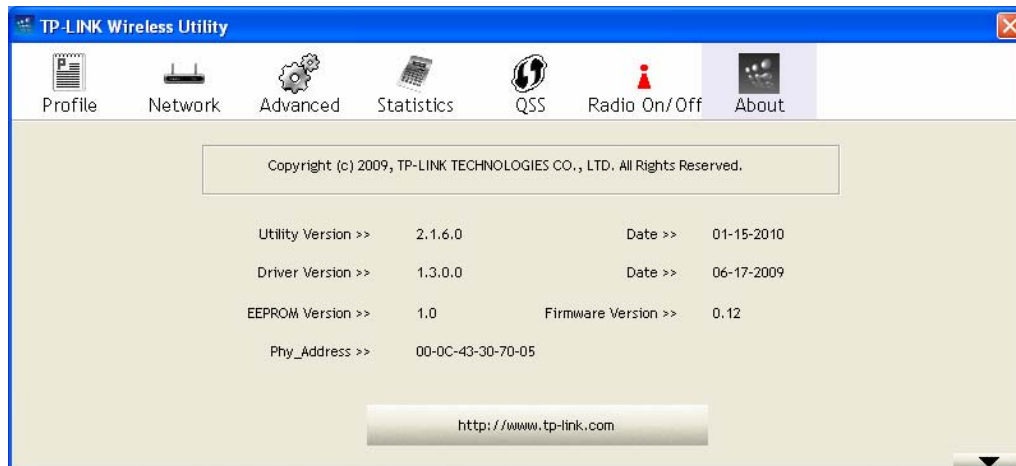 TP-LINK Wireless Utility
Profile Network Advanced Statistics QSS Radio On/Off About
Copyright (c) 2009, TP-LINK TECHNOLOGIES CO., LTD. All Rights Reserved.
Utility Version >> 2.1.6.0 Date >> 01-15-2010
Driver Version >> 1.3.0.0 Date >> 06-17-2009
EEPROM Version >> 1.0 Firmware Version >> 0.12
Phy_Address >> 00-0C-43-30-70-05
http://www.tp-link.com